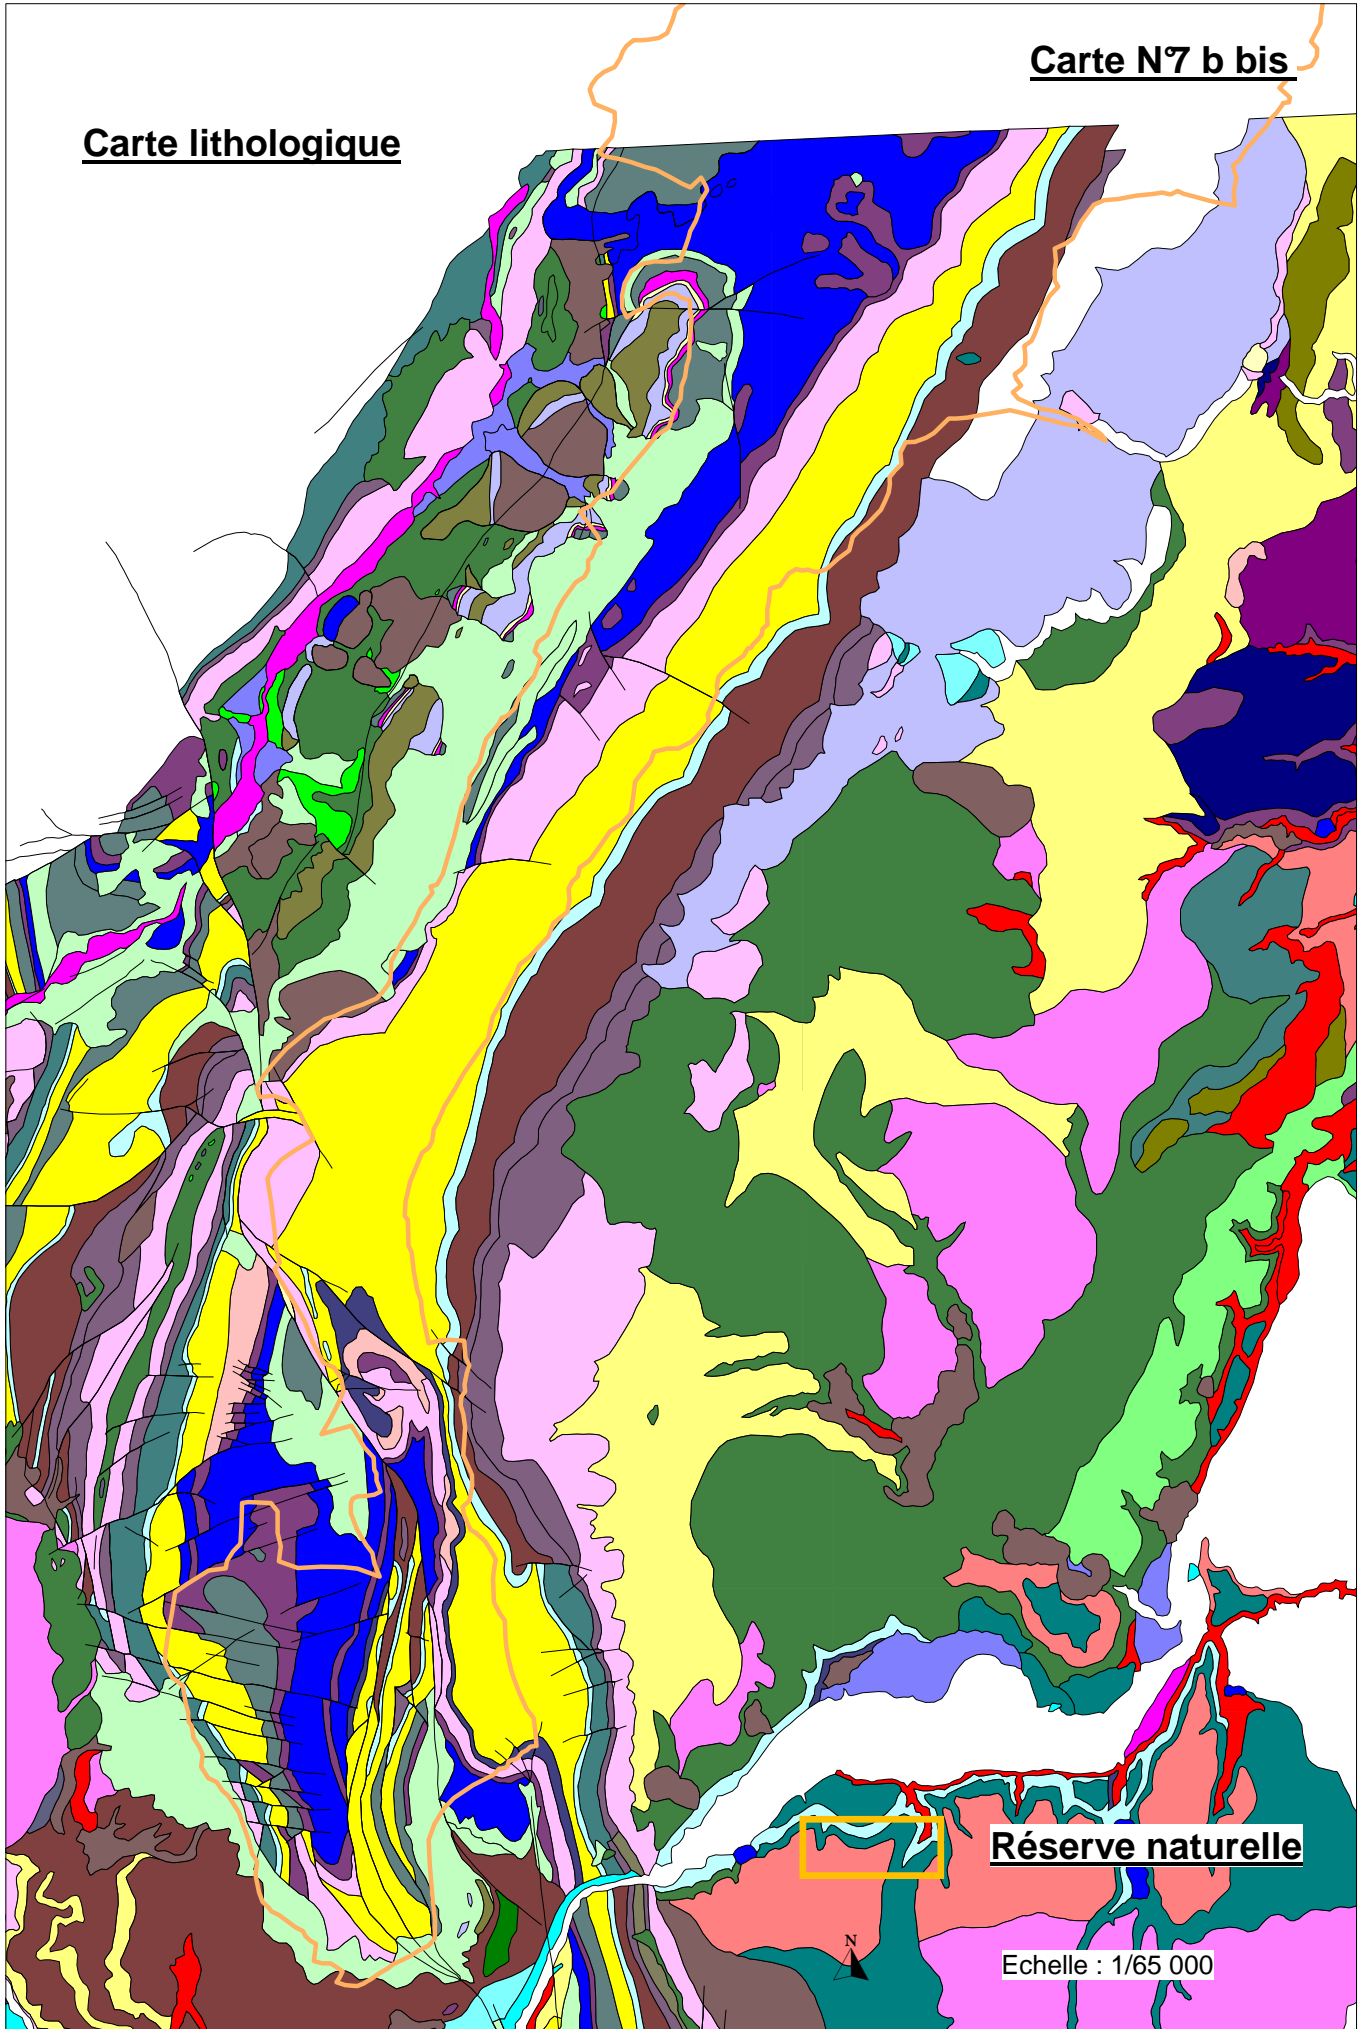 Carte N°7 b bis
Carte lithologique
Réserve naturelle
N
Echelle : 1/65 000